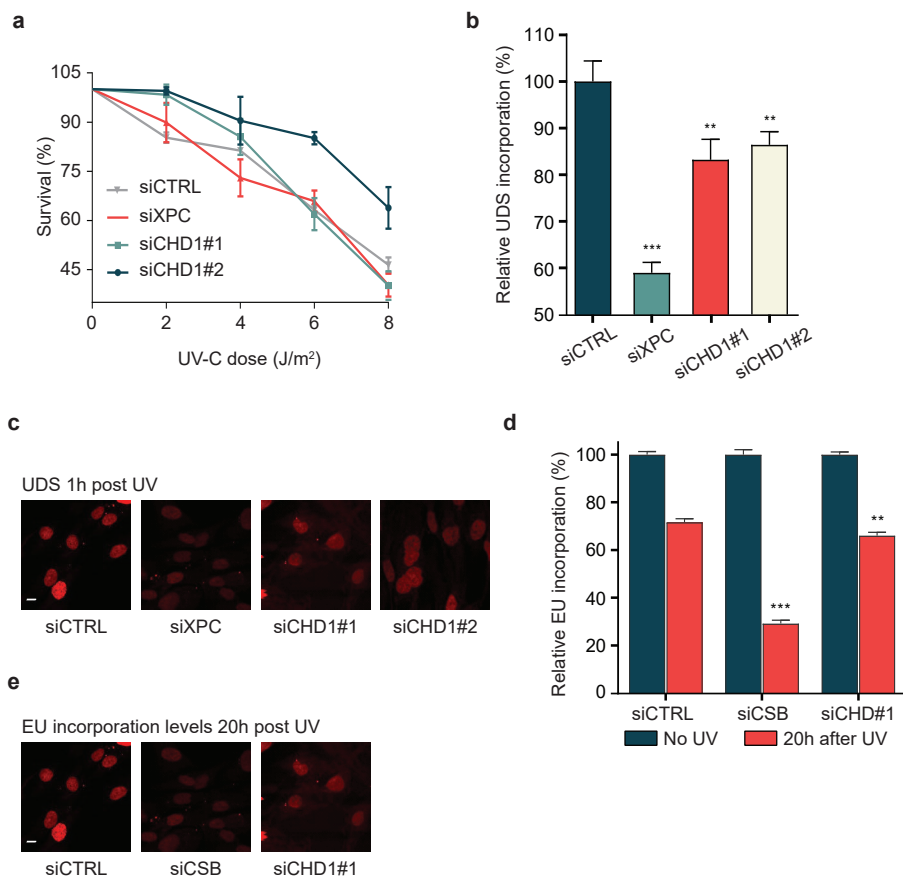 a
105
90
75
60
45
Survival (%)
siCTRL
siXPC
siCHD1#1
siCHD1#2
0 2 4 6 8
UV-C dose (J/m²)
b
Relative UDS incorporation (%)
100
90
80
70
60
50
***
**
**
siCTRL
siXPC
siCHD1#1
siCHD1#2
c
UDS 1h post UV
siCTRL siXPC siCHD1#1 siCHD1#2
d
Relative EU incorporation (%)
100
80
60
40
20
0
***
**
siCTRL siCSB siCHD#1
No UV 20h after UV
e
EU incorporation levels 20h post UV
siCTRL siCSB siCHD1#1